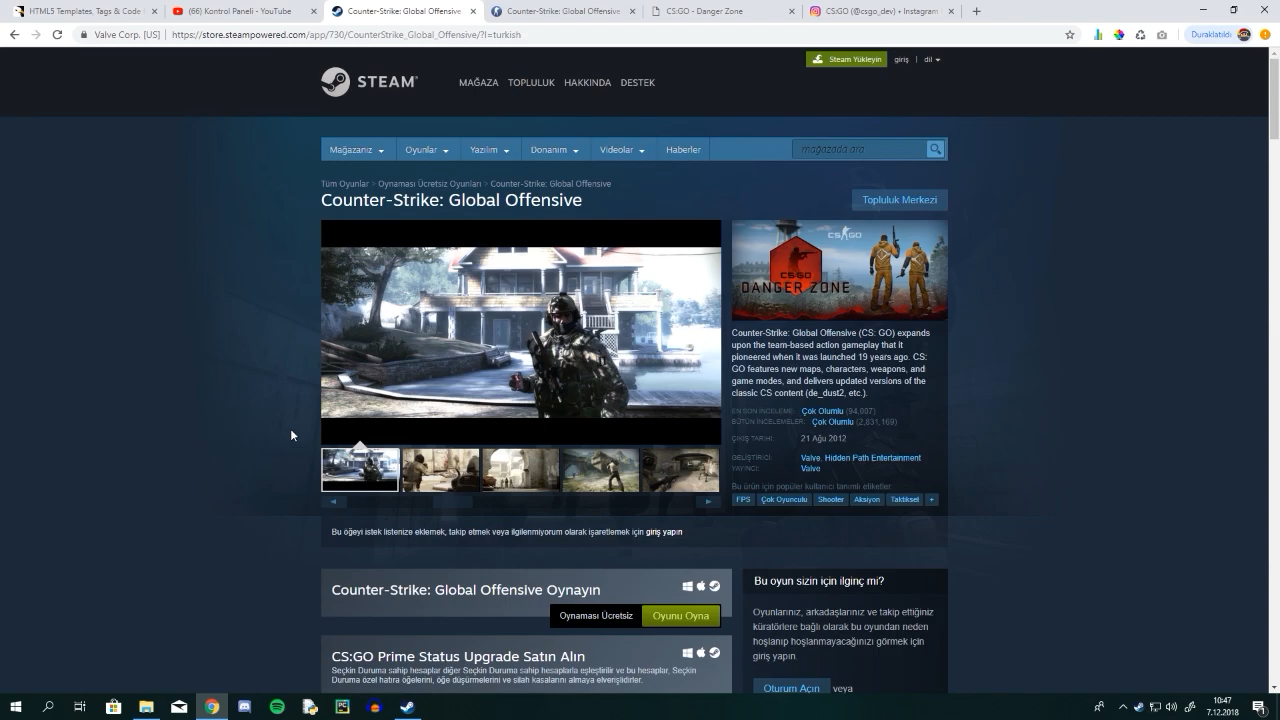 HTML5 Templates, Tags & Code
(66) Kontrol Paneli - YouTube
Counter-Strike: Global Offensive
Counter-Strike: Global Offensive
CS:GO - Danger Zone
CS:GO (@csgo_dev) • Instagram
Valve Corp. [US] | https://store.steampowered.com/app/730/CounterStrike_Global_Offensive/?l=turkish
Duraklatıldı
Steam Yükleyin giriş | dil
STEAM
MAĞAZA TOPLULUK HAKKINDA DESTEK
Mağazanız Oyunlar Yazılım Donanım Videolar Haberler mağazada ara
Tüm Oyunlar > Oynaması Ücretsiz Oyunları > Counter-Strike: Global Offensive
Counter-Strike: Global Offensive
Topluluk Merkezi
CS GO
CS:GO
DANGER ZONE
Counter-Strike: Global Offensive (CS: GO) expands
upon the team-based action gameplay that it
pioneered when it was launched 19 years ago. CS:
GO features new maps, characters, weapons, and
game modes, and delivers updated versions of the
classic CS content (de_dust2, etc.).
EN SON İNCELEME: Çok Olumlu (94,007)
BÜTÜN İNCELEMELER: Çok Olumlu (2,831,169)
ÇIKIŞ TARİHİ: 21 Ağu 2012
GELİŞTİRİCİ: Valve, Hidden Path Entertainment
YAYINCI: Valve
Bu ürün için popüler kullanıcı tanımlı etiketler:
FPS Çok Oyunculu Shooter Aksiyon Taktiksel +
Bu öğeyi istek listenize eklemek, takip etmek veya ilgilenmiyorum olarak işaretlemek için giriş yapın
Counter-Strike: Global Offensive Oynayın
Oynaması Ücretsiz Oyunu Oyna
CS:GO Prime Status Upgrade Satın Alın
Seçkin Duruma sahip hesaplar diğer Seçkin Duruma sahip hesaplarla eşleştirilir ve bu hesaplar, Seçkin
Duruma özel hatıra öğelerini, öğe düşürmelerini ve silah kasalarını almaya elverişlidirler.
Bu oyun sizin için ilginç mi?
Oyunlarınız, arkadaşlarınız ve takip ettiğiniz
küratörlere bağlı olarak bu oyundan neden
hoşlanıp hoşlanmayacağınızı görmek için
giriş yapın.
Oturum Açın veya
10:47
7.12.2018